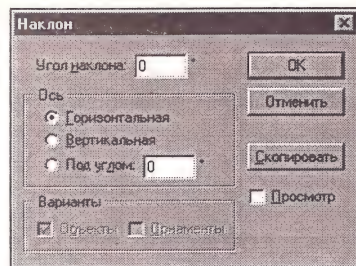 Наклон
Угол наклона: 0 °
OK
Ось
Горизонтальная
Вертикальная
Под углом: 0 °
Отменить
Скопировать
Просмотр
Варианты
Объекты
Орнаменты